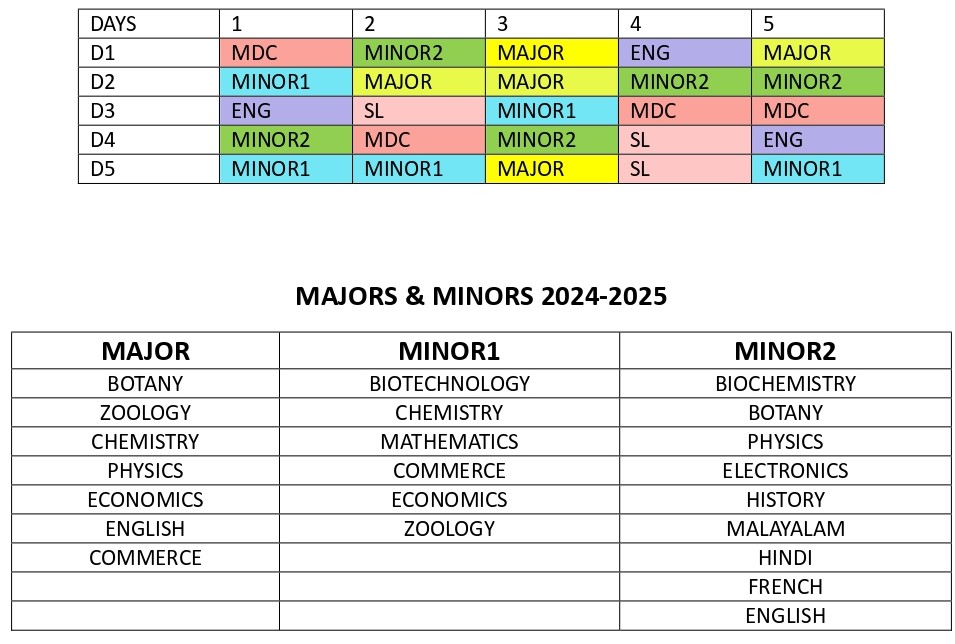 DAYS 1 2 3 4 5
D1 MDC MINOR2 MAJOR ENG MAJOR
D2 MINOR1 MAJOR MAJOR MINOR2 MINOR2
D3 ENG SL MINOR1 MDC MDC
D4 MINOR2 MDC MINOR2 SL ENG
D5 MINOR1 MINOR1 MAJOR SL MINOR1
MAJORS & MINORS 2024-2025
MAJOR MINOR1 MINOR2
BOTANY BIOTECHNOLOGY BIOCHEMISTRY
ZOOLOGY CHEMISTRY BOTANY
CHEMISTRY MATHEMATICS PHYSICS
PHYSICS COMMERCE ELECTRONICS
ECONOMICS ECONOMICS HISTORY
ENGLISH ZOOLOGY MALAYALAM
COMMERCE HINDI
FRENCH
ENGLISH